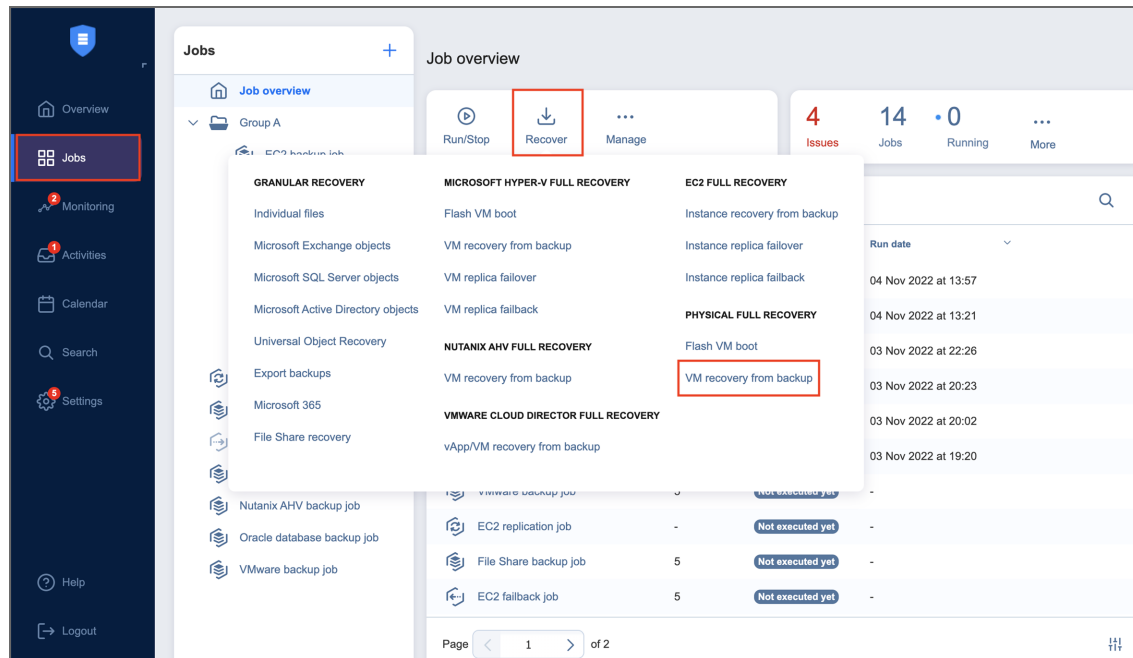 Overview
Jobs
2
Monitoring
1
Activities
Calendar
Search
5
Settings
Help
Logout
Jobs
Job overview
Group A
EC2 backup job
Nutanix AHV backup job
Oracle database backup job
VMware backup job
Job overview
Run/Stop
Recover
Manage
4
Issues
14
Jobs
0
Running
More
GRANULAR RECOVERY
Individual files
Microsoft Exchange objects
Microsoft SQL Server objects
Microsoft Active Directory objects
Universal Object Recovery
Export backups
Microsoft 365
File Share recovery
MICROSOFT HYPER-V FULL RECOVERY
Flash VM boot
VM recovery from backup
VM replica failover
VM replica failback
NUTANIX AHV FULL RECOVERY
VM recovery from backup
VMWARE CLOUD DIRECTOR FULL RECOVERY
vApp/VM recovery from backup
EC2 FULL RECOVERY
Instance recovery from backup
Instance replica failover
Instance replica failback
PHYSICAL FULL RECOVERY
Flash VM boot
VM recovery from backup
Run date
04 Nov 2022 at 13:57
04 Nov 2022 at 13:21
03 Nov 2022 at 22:26
03 Nov 2022 at 20:23
03 Nov 2022 at 20:02
03 Nov 2022 at 19:20
VMware backup job 5 Not executed yet -
EC2 replication job - Not executed yet -
File Share backup job 5 Not executed yet -
EC2 failback job 5 Not executed yet -
Page 1 of 2